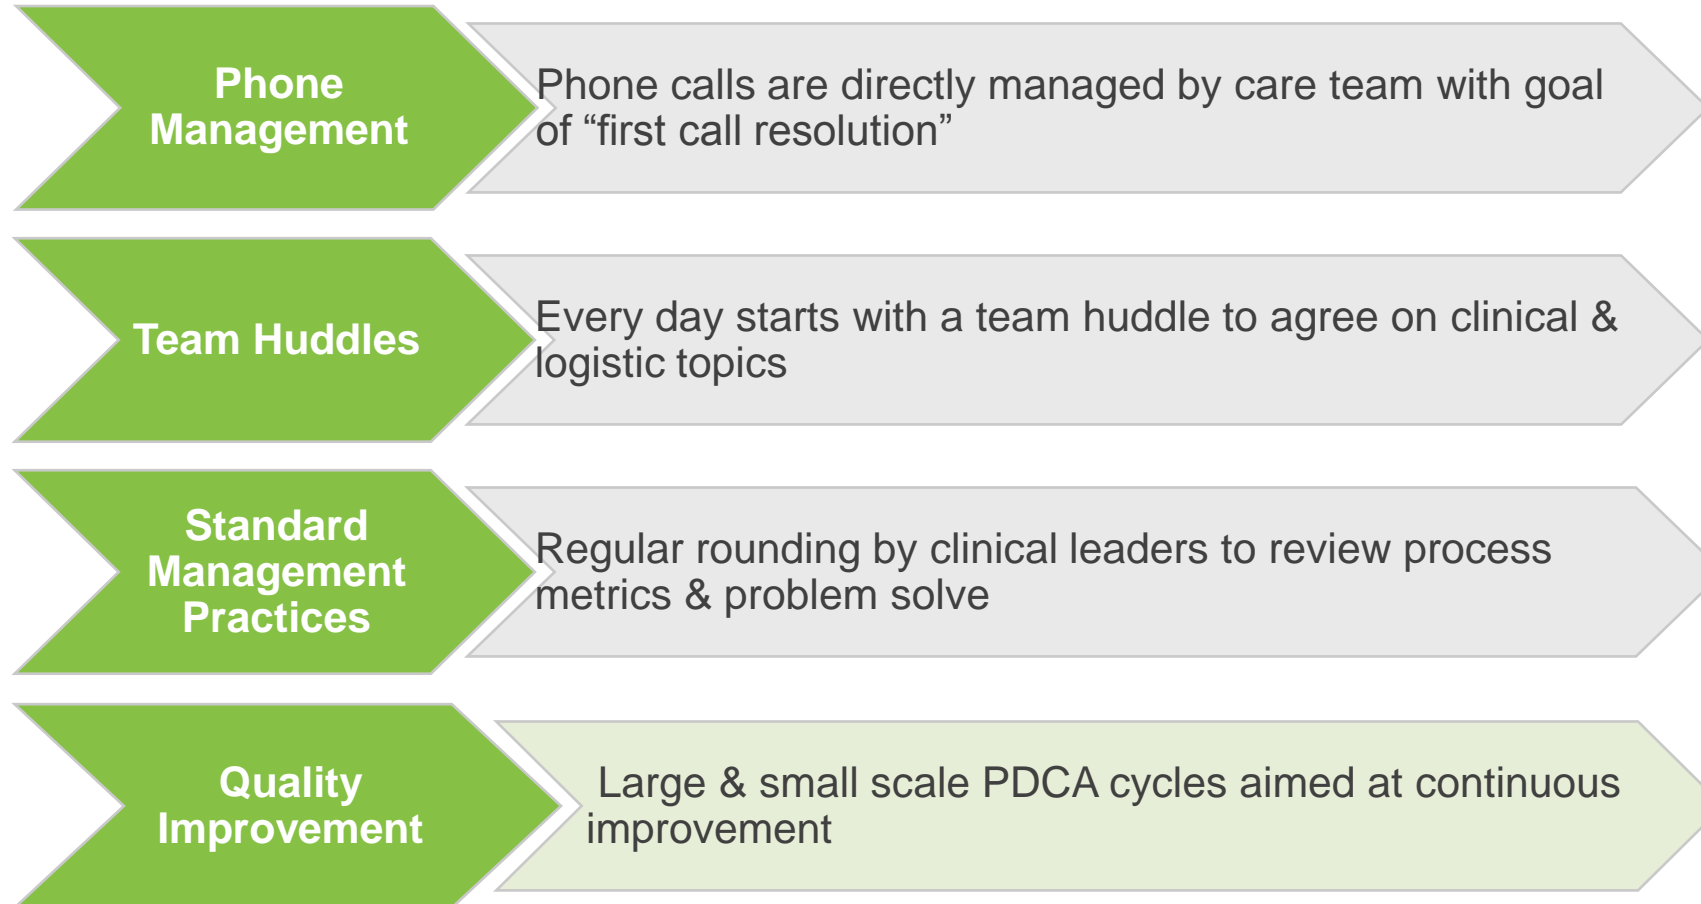 Phone
Management
Phone calls are directly managed by care team with goal
of “first call resolution”
Team Huddles
Every day starts with a team huddle to agree on clinical &
logistic topics
Standard
Management
Practices
Regular rounding by clinical leaders to review process
metrics & problem solve
Quality
Improvement
Large & small scale PDCA cycles aimed at continuous
improvement